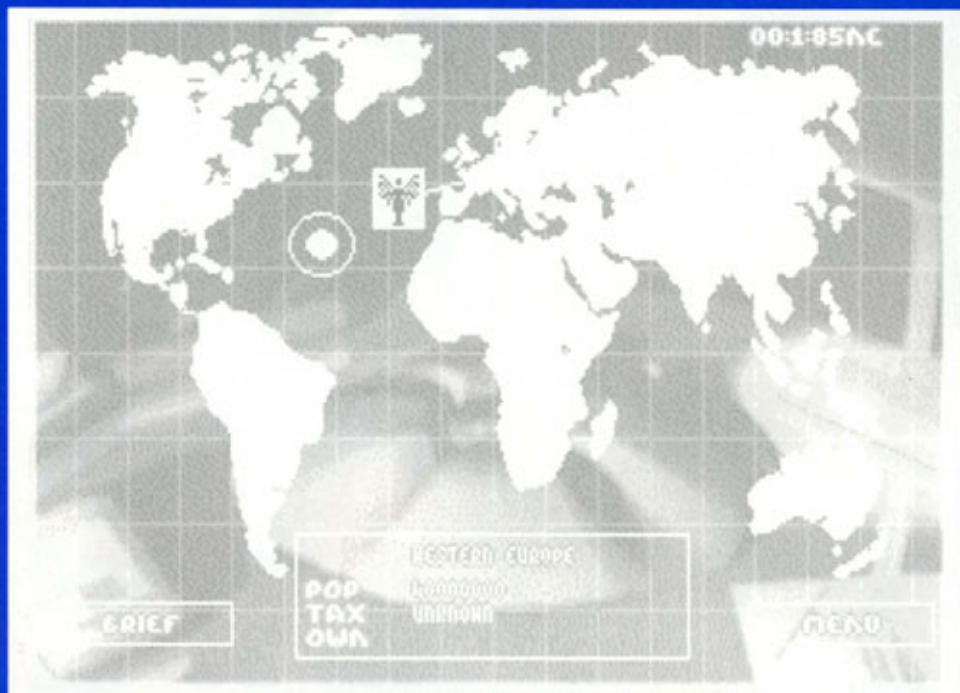 00:1:85NC
WESTERN EUROPE
POP
TAX UNKNOWN
OWN
BRIEF
MENU